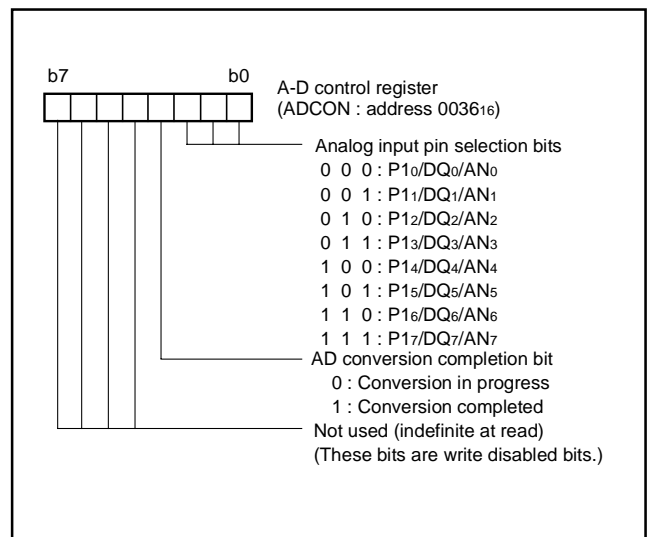 b7 b0
A-D control register
(ADCON : address 003616)
Analog input pin selection bits
0 0 0 : P10/DQ0/AN0
0 0 1 : P11/DQ1/AN1
0 1 0 : P12/DQ2/AN2
0 1 1 : P13/DQ3/AN3
1 0 0 : P14/DQ4/AN4
1 0 1 : P15/DQ5/AN5
1 1 0 : P16/DQ6/AN6
1 1 1 : P17/DQ7/AN7
AD conversion completion bit
0 : Conversion in progress
1 : Conversion completed
Not used (indefinite at read)
(These bits are write disabled bits.)